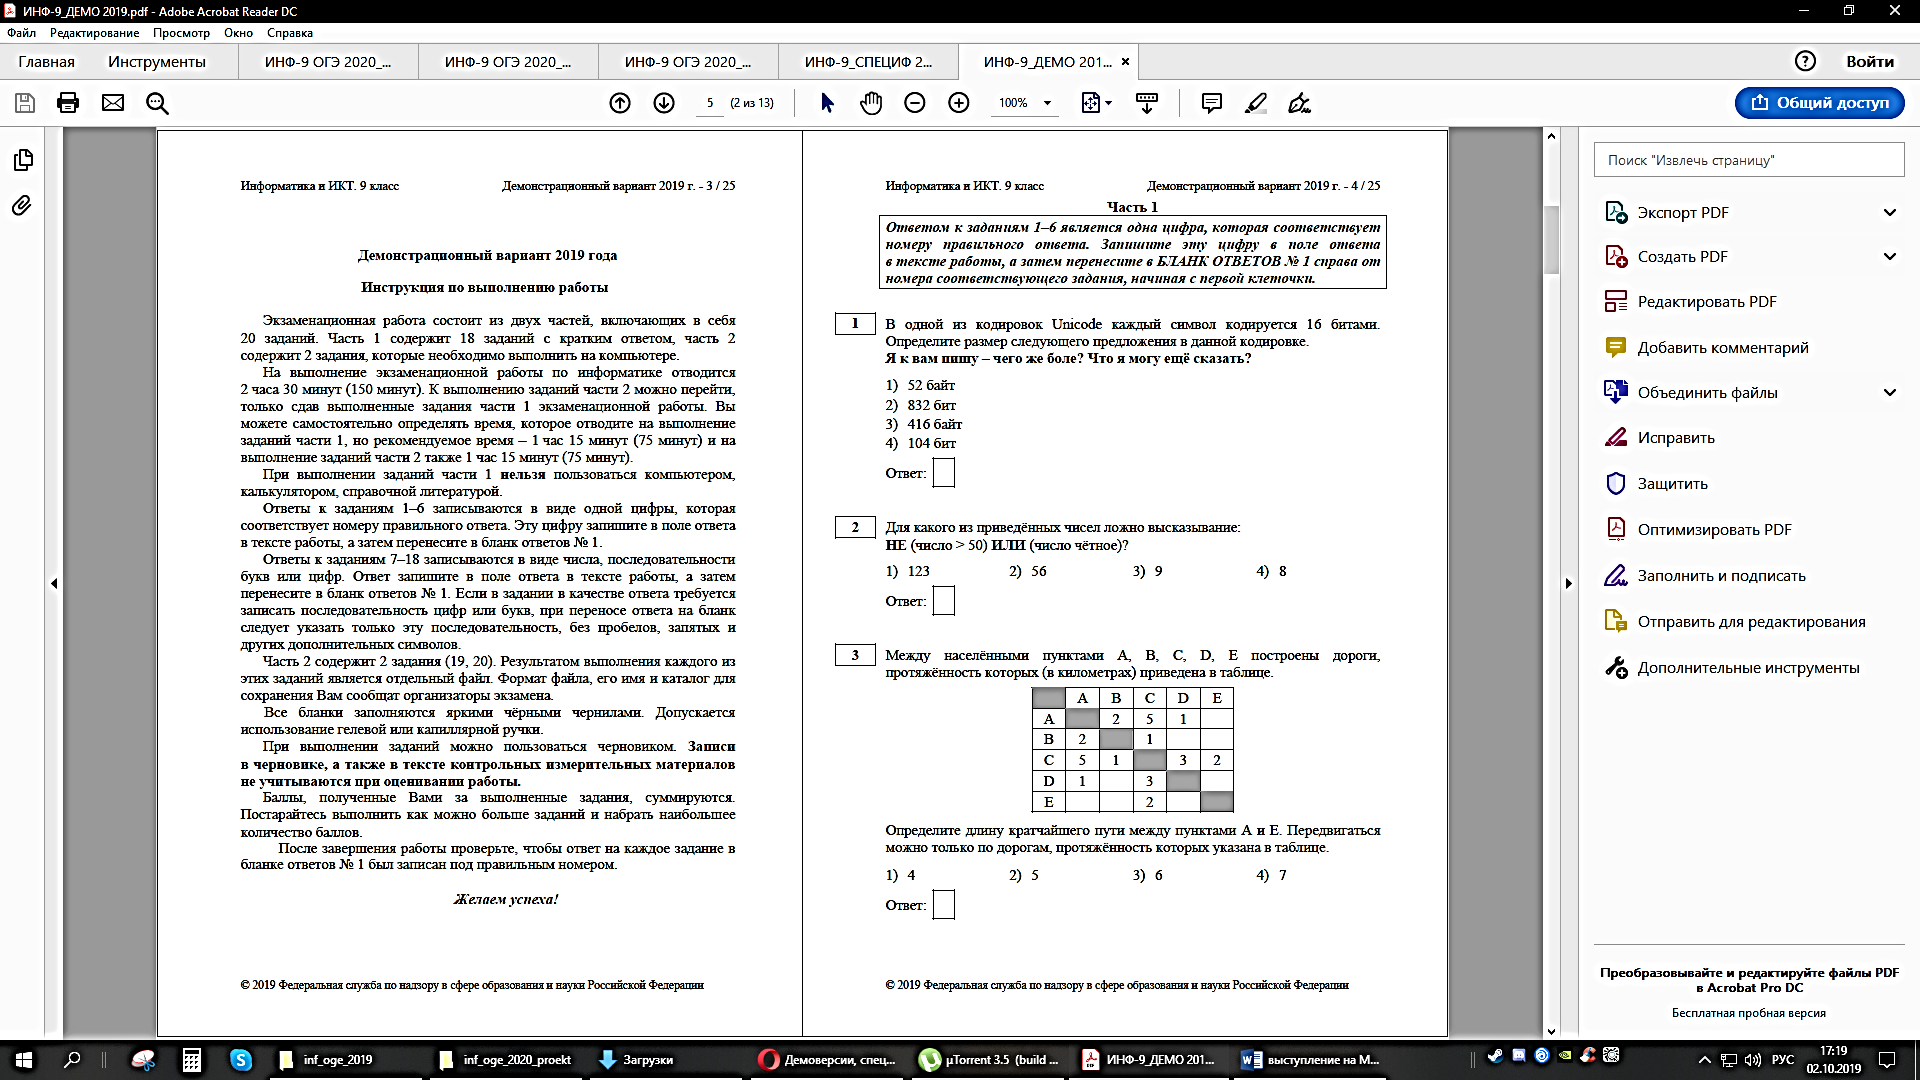 ИНФ-9_ДЕМО 2019.pdf - Adobe Acrobat Reader DC
Файл Редактирование Просмотр Окно Справка
Главная Инструменты ИНФ-9 ОГЭ 2020_... ИНФ-9 ОГЭ 2020_... ИНФ-9 ОГЭ 2020_... ИНФ-9_СПЕЦИФ 2... ИНФ-9_ДЕМО 201... Войти
5 (2 из 13) 100% Общий доступ
Информатика и ИКТ. 9 класс Демонстрационный вариант 2019 г. - 3 / 25
Демонстрационный вариант 2019 года
Инструкция по выполнению работы
Экзаменационная работа состоит из двух частей, включающих в себя
20 заданий. Часть 1 содержит 18 заданий с кратким ответом, часть 2
содержит 2 задания, которые необходимо выполнить на компьютере.
На выполнение экзаменационной работы по информатике отводится
2 часа 30 минут (150 минут). К выполнению заданий части 2 можно перейти,
только сдав выполненные задания части 1 экзаменационной работы. Вы
можете самостоятельно определять время, которое отводите на выполнение
заданий части 1, но рекомендуемое время – 1 час 15 минут (75 минут) и на
выполнение заданий части 2 также 1 час 15 минут (75 минут).
При выполнении заданий части 1 нельзя пользоваться компьютером,
калькулятором, справочной литературой.
Ответы к заданиям 1–6 записываются в виде одной цифры, которая
соответствует номеру правильного ответа. Эту цифру запишите в поле ответа
в тексте работы, а затем перенесите в бланк ответов № 1.
Ответы к заданиям 7–18 записываются в виде числа, последовательности
букв или цифр. Ответ запишите в поле ответа в тексте работы, а затем
перенесите в бланк ответов № 1. Если в задании в качестве ответа требуется
записать последовательность цифр или букв, при переносе ответа на бланк
следует указать только эту последовательность, без пробелов, запятых и
других дополнительных символов.
Часть 2 содержит 2 задания (19, 20). Результатом выполнения каждого из
этих заданий является отдельный файл. Формат файла, его имя и каталог для
сохранения Вам сообщат организаторы экзамена.
Все бланки заполняются яркими чёрными чернилами. Допускается
использование гелевой или капиллярной ручки.
При выполнении заданий можно пользоваться черновиком. Записи
в черновике, а также в тексте контрольных измерительных материалов
не учитываются при оценивании работы.
Баллы, полученные Вами за выполненные задания, суммируются.
Постарайтесь выполнить как можно больше заданий и набрать наибольшее
количество баллов.
После завершения работы проверьте, чтобы ответ на каждое задание в
бланке ответов № 1 был записан под правильным номером.
Желаем успеха!
© 2019 Федеральная служба по надзору в сфере образования и науки Российской Федерации
Информатика и ИКТ. 9 класс Демонстрационный вариант 2019 г. - 4 / 25
Часть 1
Ответом к заданиям 1–6 является одна цифра, которая соответствует
номеру правильного ответа. Запишите эту цифру в поле ответа
в тексте работы, а затем перенесите в БЛАНК ОТВЕТОВ № 1 справа от
номера соответствующего задания, начиная с первой клеточки.
1 В одной из кодировок Unicode каждый символ кодируется 16 битами.
Определите размер следующего предложения в данной кодировке.
Я к вам пишу – чего же боле? Что я могу ещё сказать?
1) 52 байт
2) 832 бит
3) 416 байт
4) 104 бит
Ответ:
2 Для какого из приведённых чисел ложно высказывание:
НЕ (число > 50) ИЛИ (число чётное)?
1) 123 2) 56 3) 9 4) 8
Ответ:
3 Между населёнными пунктами A, B, C, D, E построены дороги,
протяжённость которых (в километрах) приведена в таблице.
A B C D E
A 2 5 1
B 2 1
C 5 1 3 2
D 1 3
E 2
Определите длину кратчайшего пути между пунктами A и E. Передвигаться
можно только по дорогам, протяжённость которых указана в таблице.
1) 4 2) 5 3) 6 4) 7
Ответ:
© 2019 Федеральная служба по надзору в сфере образования и науки Российской Федерации
Поиск "Извлечь страницу"
Экспорт PDF
Создать PDF
Редактировать PDF
Добавить комментарий
Объединить файлы
Исправить
Защитить
Оптимизировать PDF
Заполнить и подписать
Отправить для редактирования
Дополнительные инструменты
Преобразовывайте и редактируйте файлы PDF
в Acrobat Pro DC
Бесплатная пробная версия
inf_oge_2019 inf_oge_2020_proekt Загрузки Демоверсии, спец... µTorrent 3.5 (build ... ИНФ-9_ДЕМО 201... выступление на М... РУС 17:19
02.10.2019